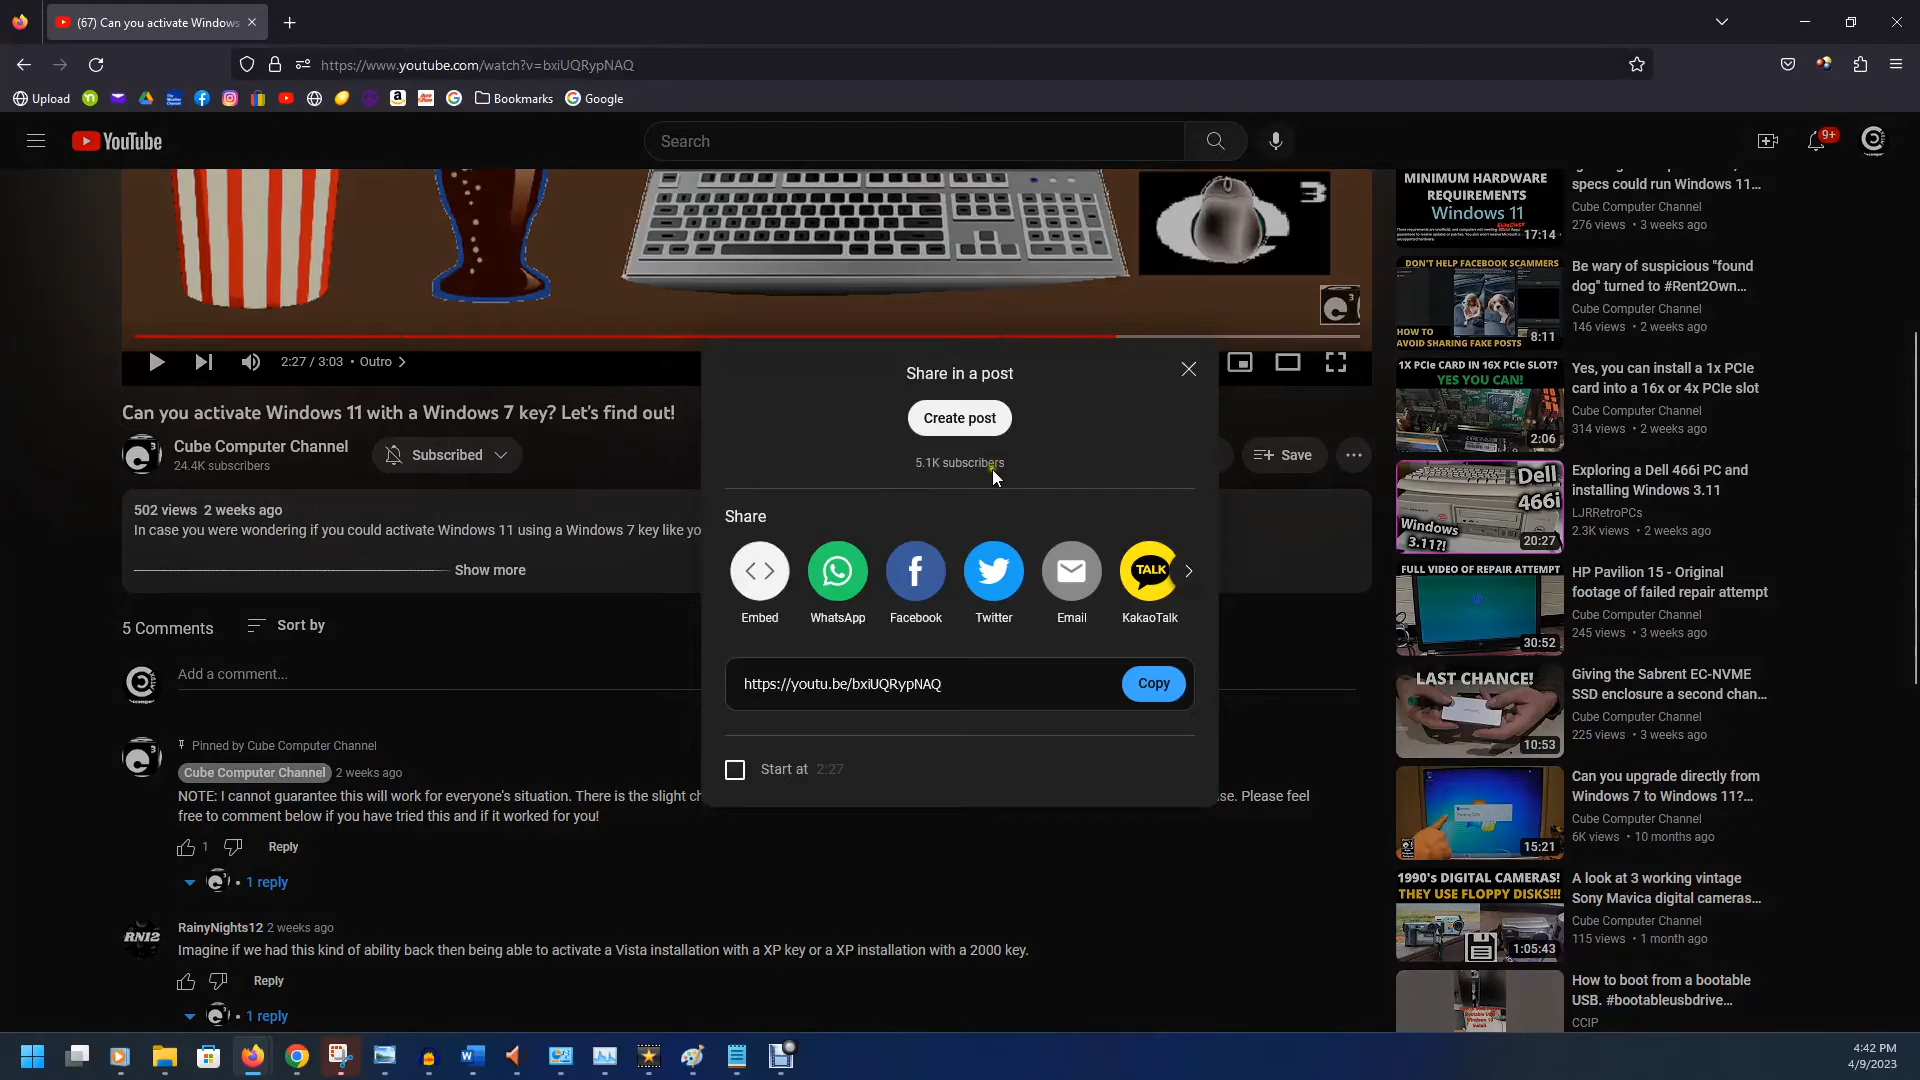 (67) Can you activate Windows
https://www.youtube.com/watch?v=bxiUQRypNAQ
Upload
Bookmarks
Google
YouTube
Search
9+
3
2:27 / 3:03 • Outro
Can you activate Windows 11 with a Windows 7 key? Let's find out!
Cube Computer Channel
24.4K subscribers
Subscribed
Save
502 views 2 weeks ago
In case you were wondering if you could activate Windows 11 using a Windows 7 key like yo
Show more
5 Comments
Sort by
Add a comment...
Pinned by Cube Computer Channel
Cube Computer Channel 2 weeks ago
NOTE: I cannot guarantee this will work for everyone's situation. There is the slight ch
se. Please feel
free to comment below if you have tried this and if it worked for you!
1
Reply
• 1 reply
RN12
RainyNights12 2 weeks ago
Imagine if we had this kind of ability back then being able to activate a Vista installation with a XP key or a XP installation with a 2000 key.
Reply
• 1 reply
Share in a post
Create post
5.1K subscribers
Share
Embed
WhatsApp
Facebook
Twitter
Email
TALK
KakaoTalk
https://youtu.be/bxiUQRypNAQ
Copy
Start at 2:27
MINIMUM HARDWARE
REQUIREMENTS
Windows 11
17:14
specs could run Windows 11...
Cube Computer Channel
276 views • 3 weeks ago
DON'T HELP FACEBOOK SCAMMERS
HOW TO
AVOID SHARING FAKE POSTS
8:11
Be wary of suspicious "found
dog" turned to #Rent2Own...
Cube Computer Channel
146 views • 2 weeks ago
1X PCIe CARD IN 16X PCIe SLOT?
YES YOU CAN!
2:06
Yes, you can install a 1x PCIe
card into a 16x or 4x PCIe slot
Cube Computer Channel
314 views • 2 weeks ago
Dell
466i
Windows
3.11?!
20:27
Exploring a Dell 466i PC and
installing Windows 3.11
LJRRetroPCs
2.3K views • 2 weeks ago
FULL VIDEO OF REPAIR ATTEMPT
30:52
HP Pavilion 15 - Original
footage of failed repair attempt
Cube Computer Channel
245 views • 3 weeks ago
LAST CHANCE!
10:53
Giving the Sabrent EC-NVME
SSD enclosure a second chan...
Cube Computer Channel
225 views • 3 weeks ago
15:21
Can you upgrade directly from
Windows 7 to Windows 11?...
Cube Computer Channel
6K views • 10 months ago
1990's DIGITAL CAMERAS!
THEY USE FLOPPY DISKS!!!
1:05:43
A look at 3 working vintage
Sony Mavica digital cameras...
Cube Computer Channel
115 views • 1 month ago
How to boot from a bootable
USB. #bootableusbdrive...
CCIP
4:42 PM
4/9/2023